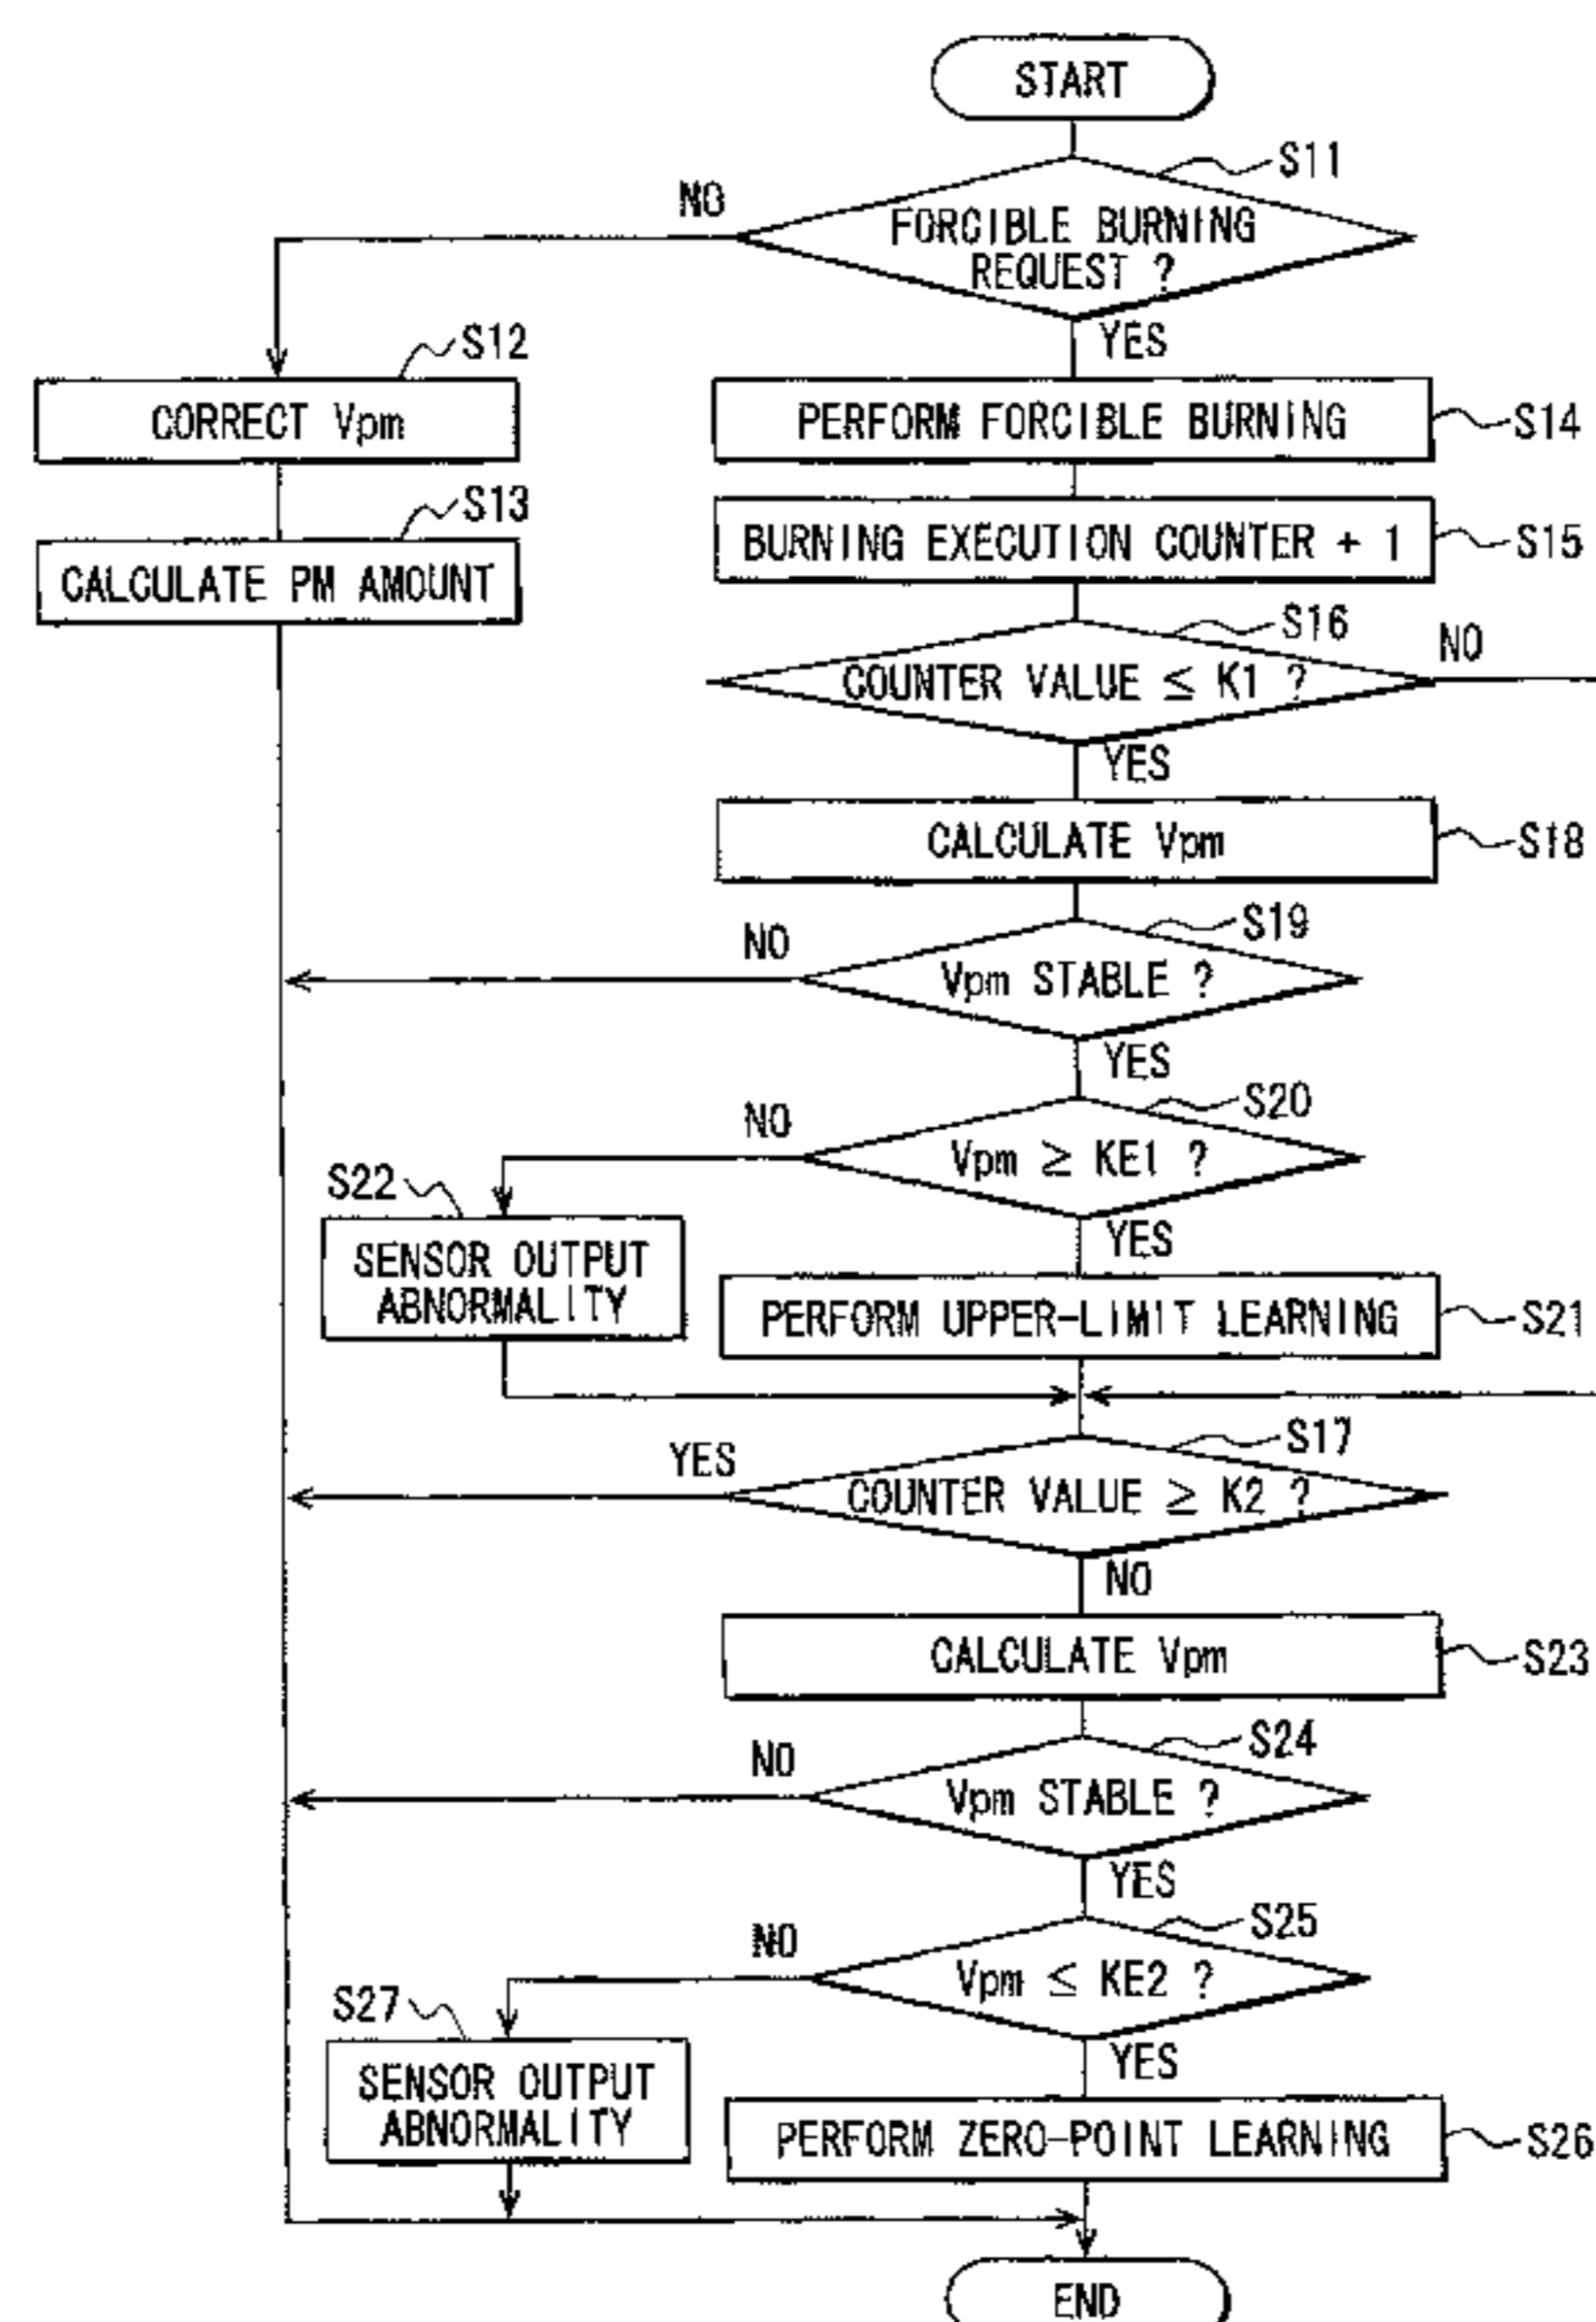 START
S11
NO
FORCIBLE BURNING
REQUEST ?
YES
S12
CORRECT Vpm
PERFORM FORCIBLE BURNING
S14
S13
CALCULATE PM AMOUNT
BURNING EXECUTION COUNTER + 1
S15
S16
NO
COUNTER VALUE ≤ K1 ?
YES
CALCULATE Vpm
S18
S19
NO
Vpm STABLE ?
YES
S20
NO
Vpm ≥ KE1 ?
S22
YES
SENSOR OUTPUT
ABNORMALITY
PERFORM UPPER-LIMIT LEARNING
S21
S17
YES
COUNTER VALUE ≥ K2 ?
NO
CALCULATE Vpm
S23
S24
NO
Vpm STABLE ?
YES
S25
NO
Vpm ≤ KE2 ?
S27
YES
SENSOR OUTPUT
ABNORMALITY
PERFORM ZERO-POINT LEARNING
S26
END